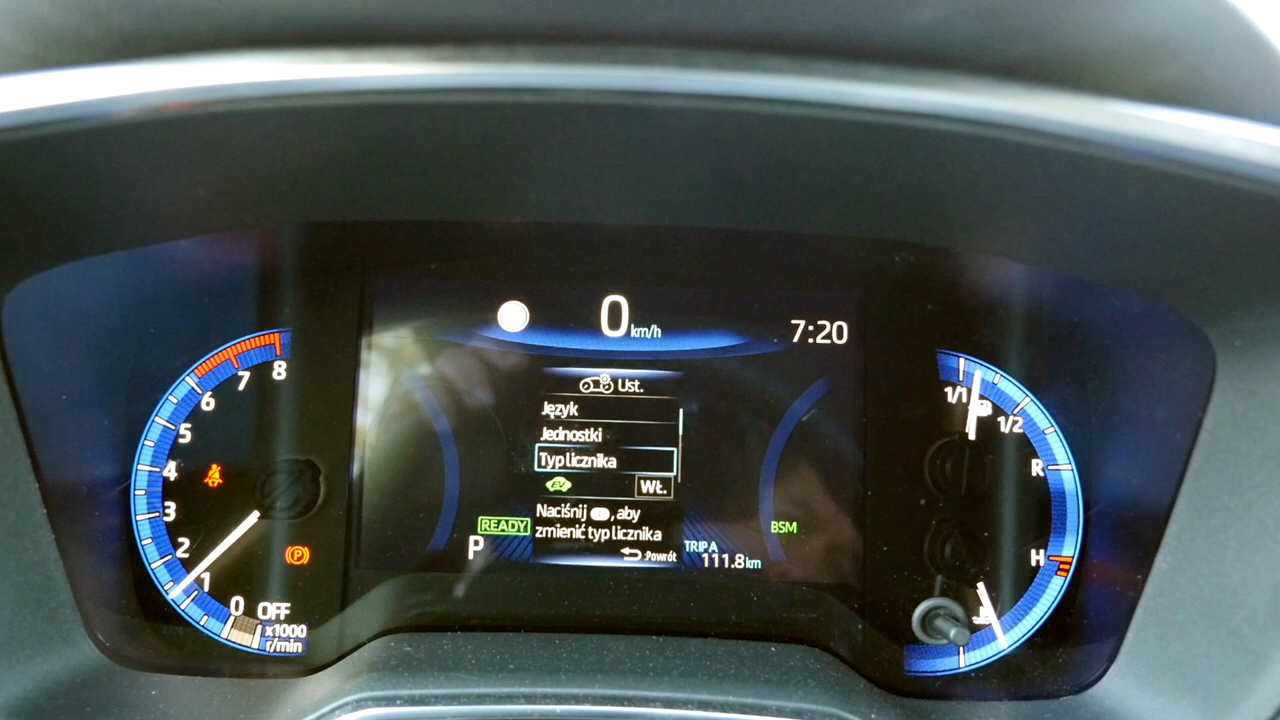 0 km/h
7:20
Ust.
Język
Jednostki
Typ licznika
EV Wł.
Naciśnij , aby
zmienić typ licznika
Powrót
READY
P
TRIP A
111.8 km
BSM
8
7
6
5
4
3
2
1
0 OFF
x1000
r/min
(P)
1/1
1/2
R
H